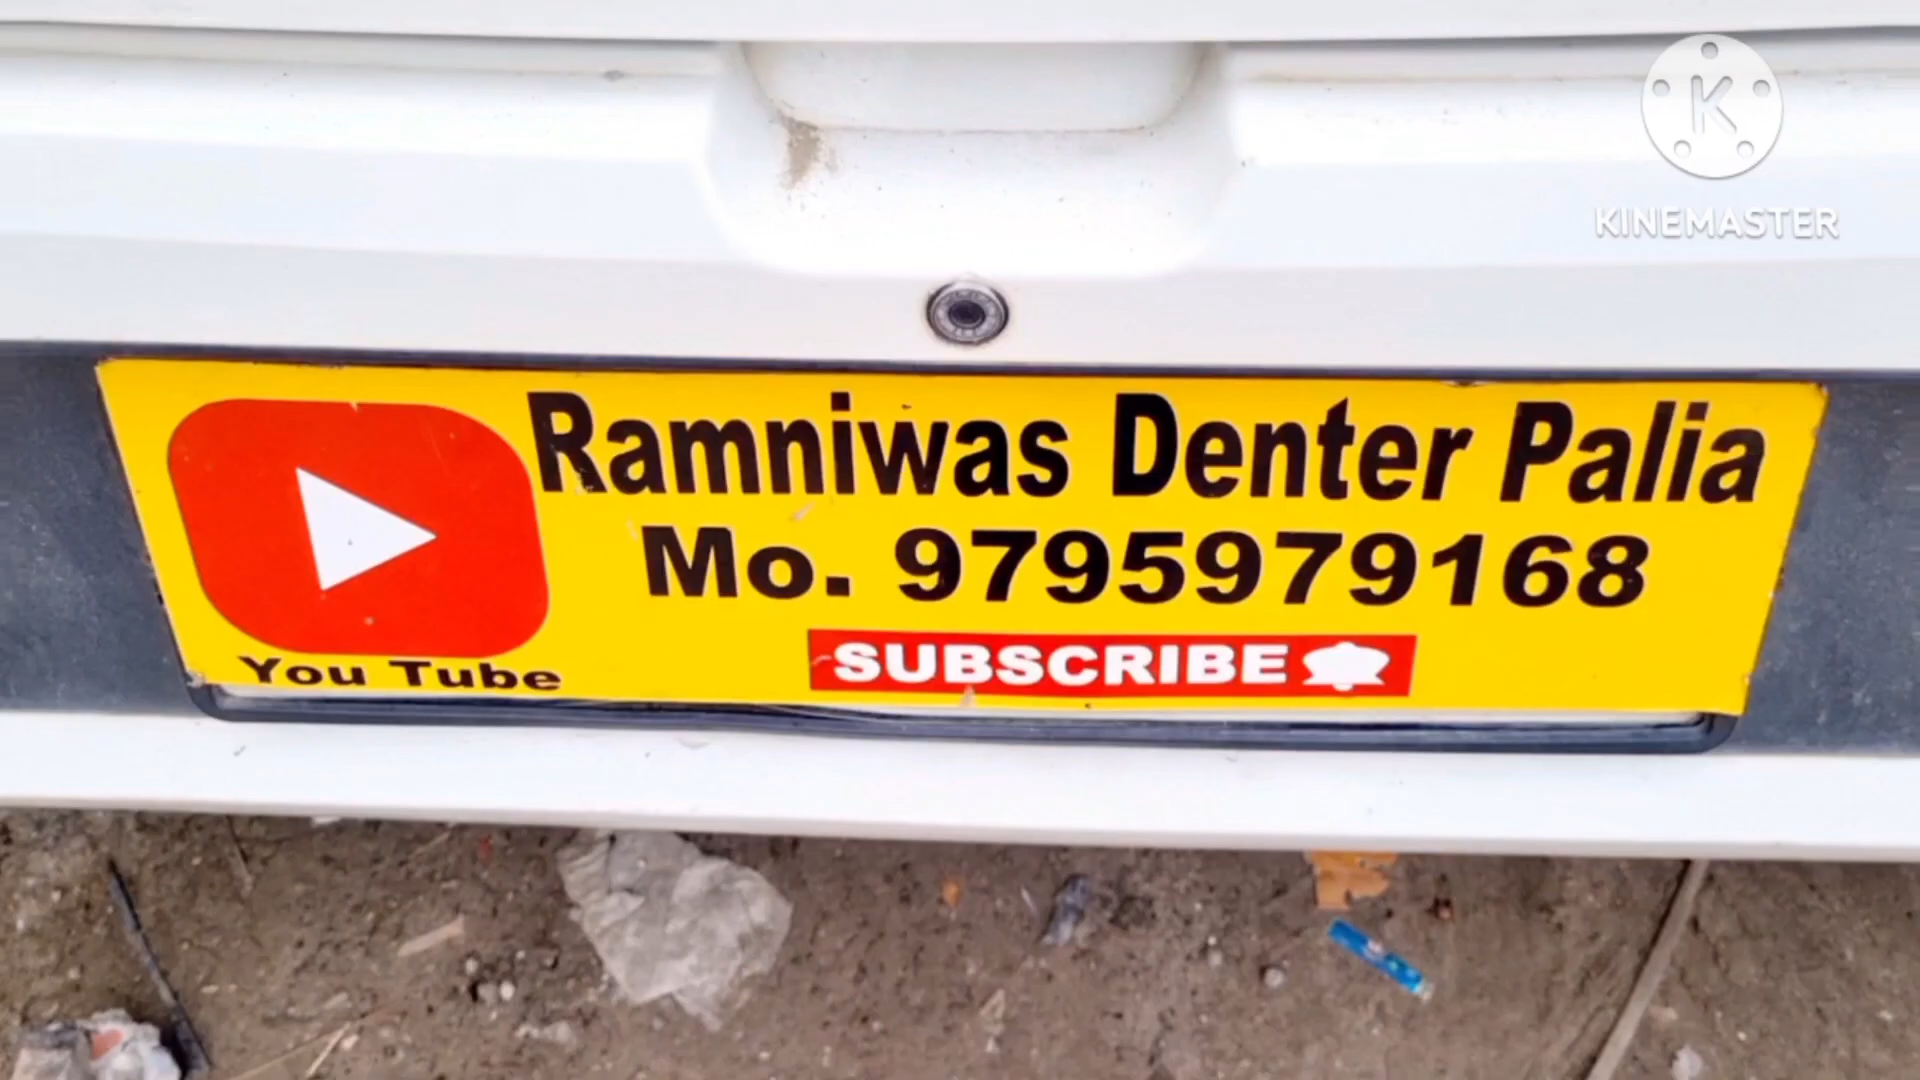 KINEMASTER
Ramniwas Denter Palia
Mo. 9795979168
SUBSCRIBE
You Tube